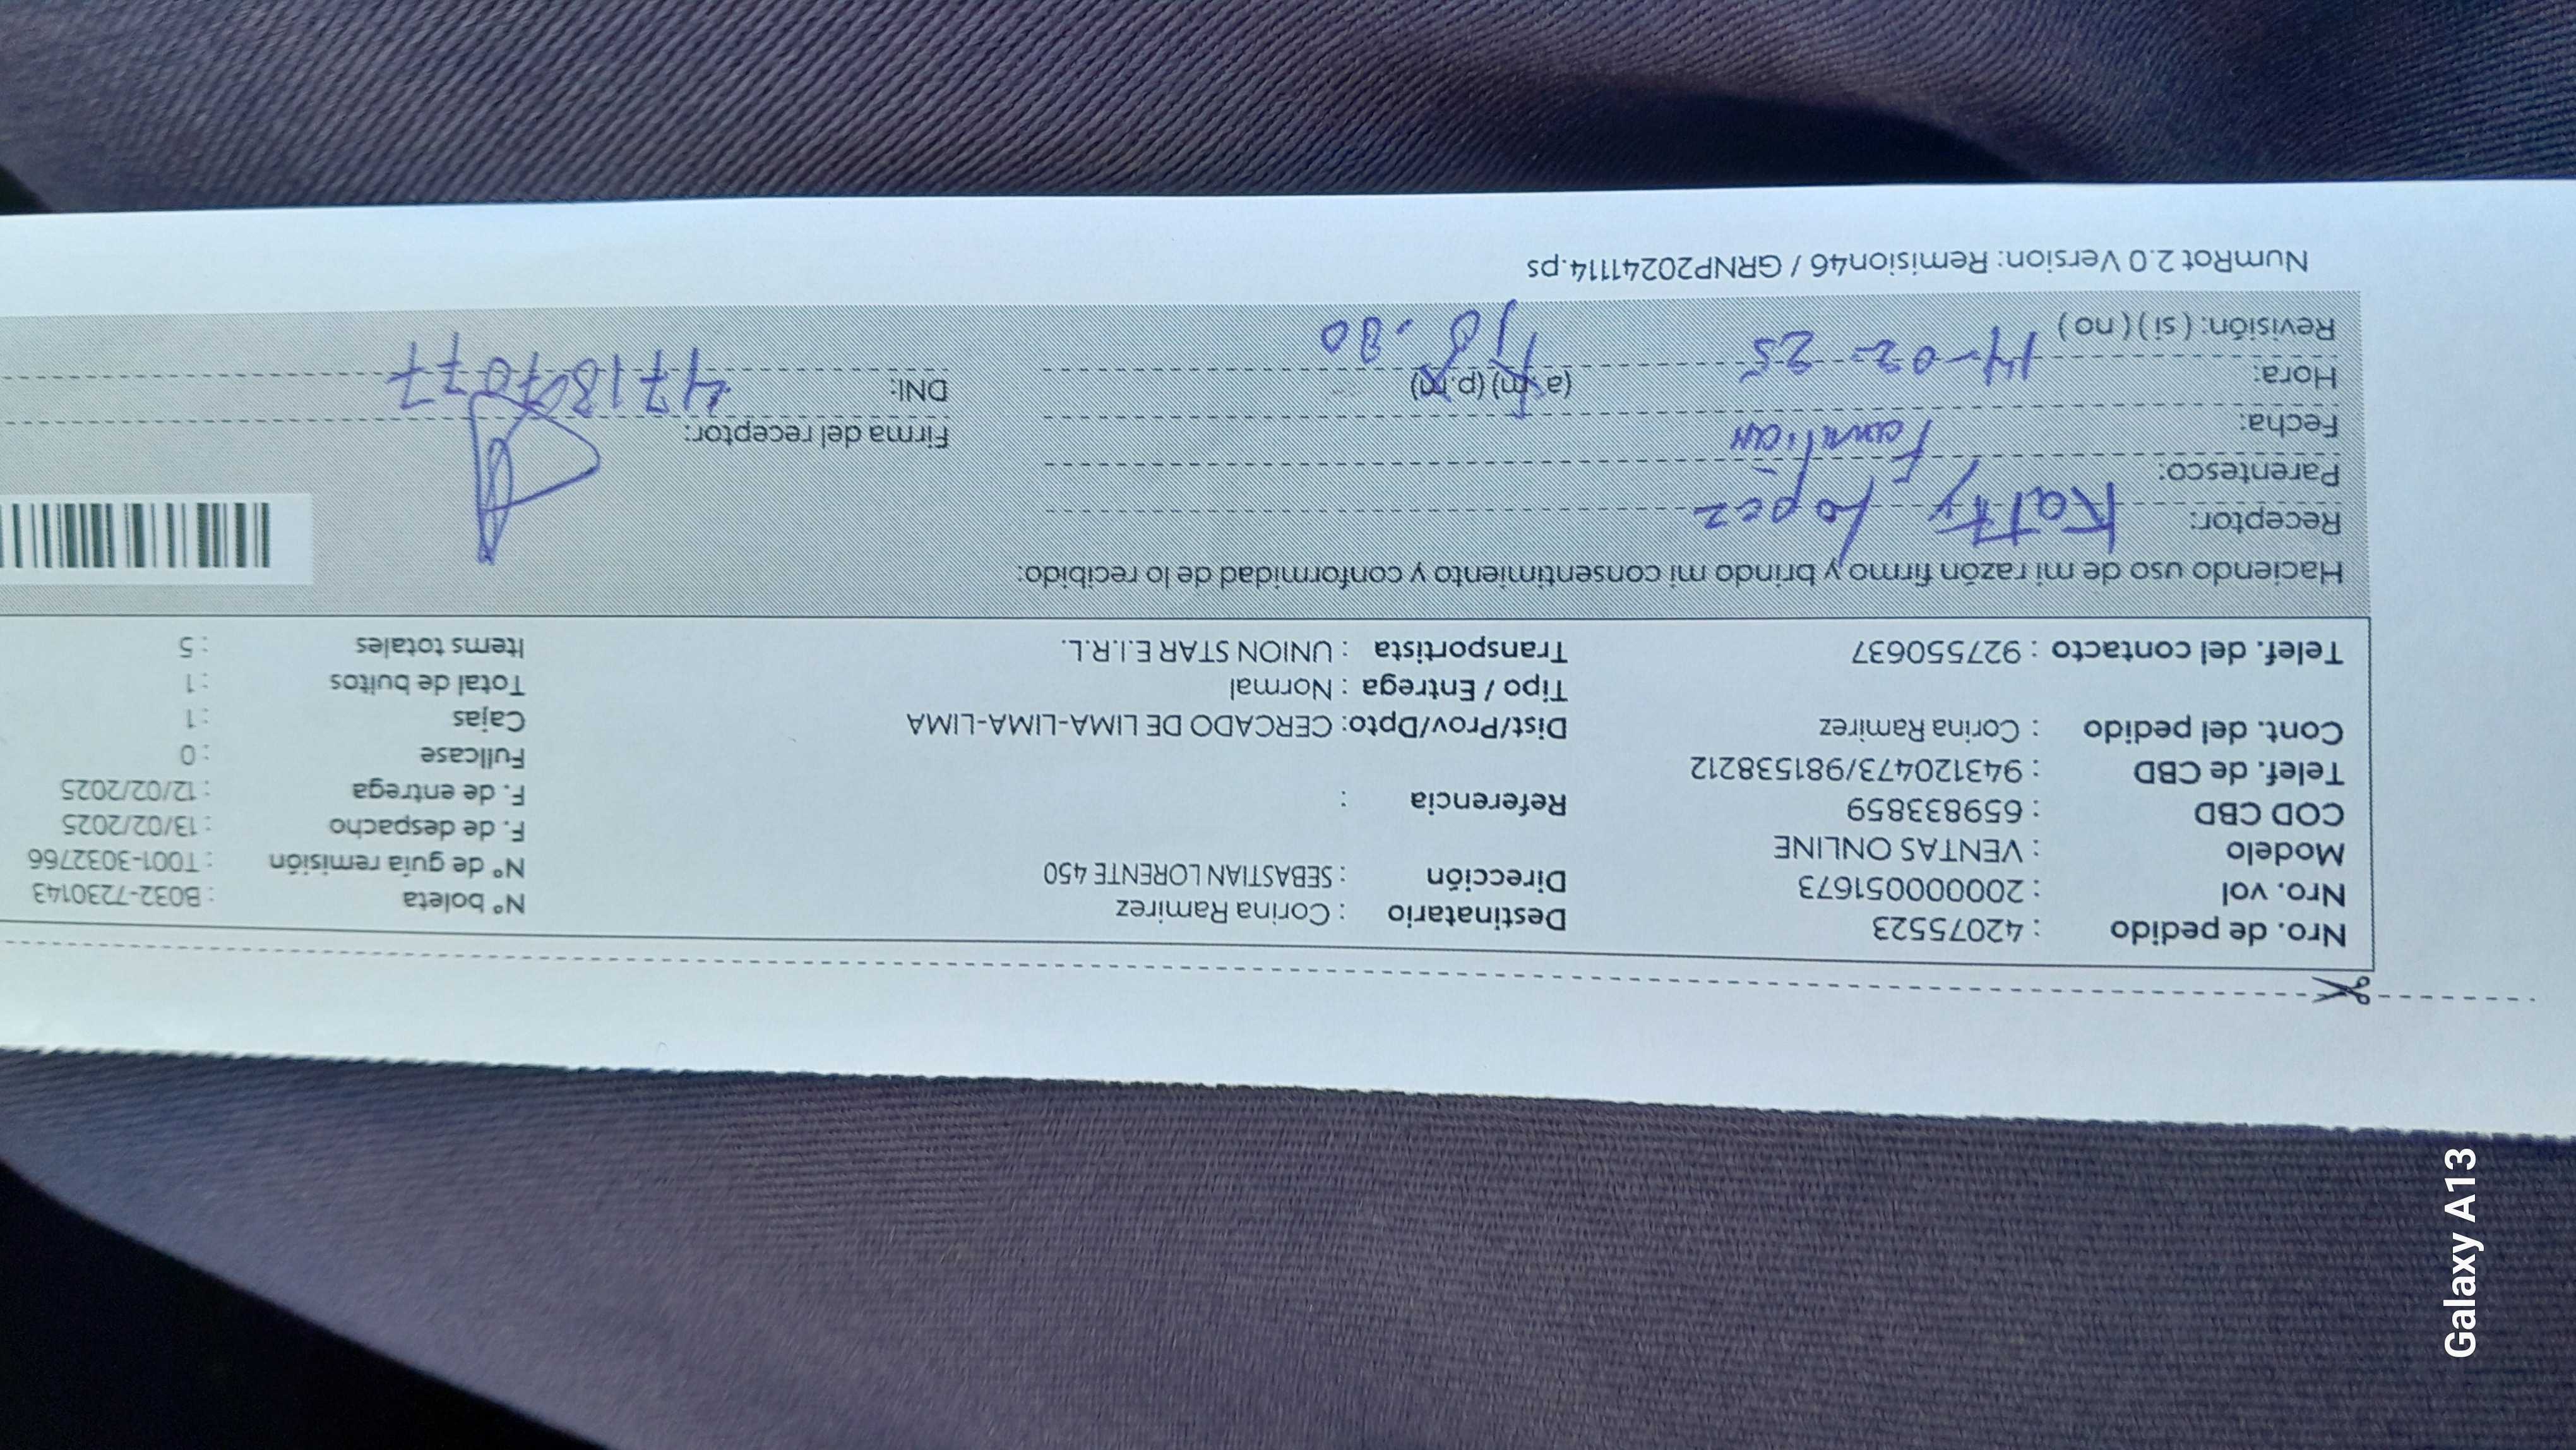 Nro. de pedido : 42075523 Destinatario : Corina Ramirez N° boleta : B032-7230143
Nro. vol : 20000051673 Dirección : SEBASTIAN LORENTE 450 N° de guía remisión : T001-3032766
Modelo : VENTAS ONLINE F. de despacho : 13/02/2025
COD CBD : 659833859 Referencia : F. de entrega : 12/02/2025
Telef. de CBD : 943120473/981538212 Fullcase : 0
Cont. del pedido : Corina Ramirez Dist/Prov/Dpto: CERCADO DE LIMA-LIMA-LIMA Cajas : 1
Tipo / Entrega : Normal Total de bultos : 1
Telef. del contacto : 927550637 Transportista : UNION STAR E.I.R.L. Items totales : 5
Haciendo uso de mi razón firmo y brindo mi consentimiento y conformidad de lo recibido:
Receptor: Katty Lopez
Parentesco: Familiar
Fecha: 14-02-25 Firma del receptor:
Hora: (a.m) (p.m) DNI:
Revisión: ( si ) ( no )
NumRot 2.0 Version: Remision46 / GRNP20241114.ps
Galaxy A13